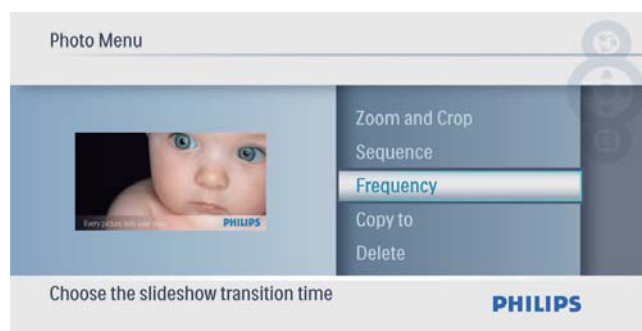 Photo Menu
Zoom and Crop
Sequence
Frequency
Copy to
Delete
PHILIPS
Choose the slideshow transition time
PHILIPS